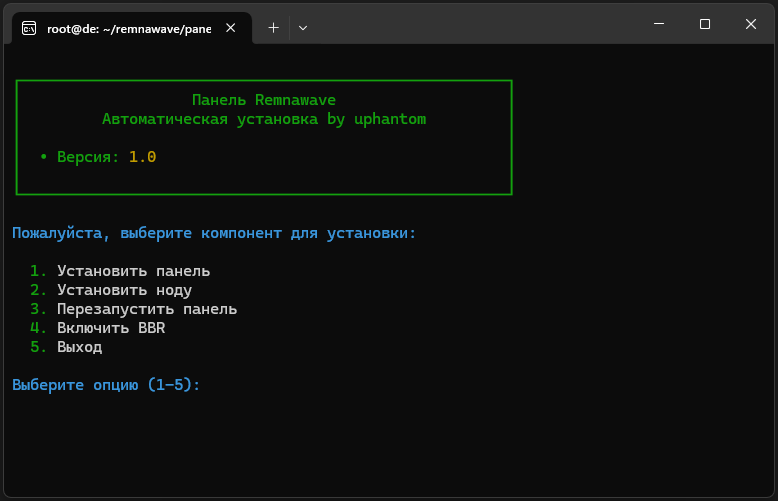 root@de: ~/remnawave/pane
Панель Remnawave
Автоматическая установка by uphantom
• Версия: 1.0
Пожалуйста, выберите компонент для установки:
1. Установить панель
2. Установить ноду
3. Перезапустить панель
4. Включить BBR
5. Выход
Выберите опцию (1-5):